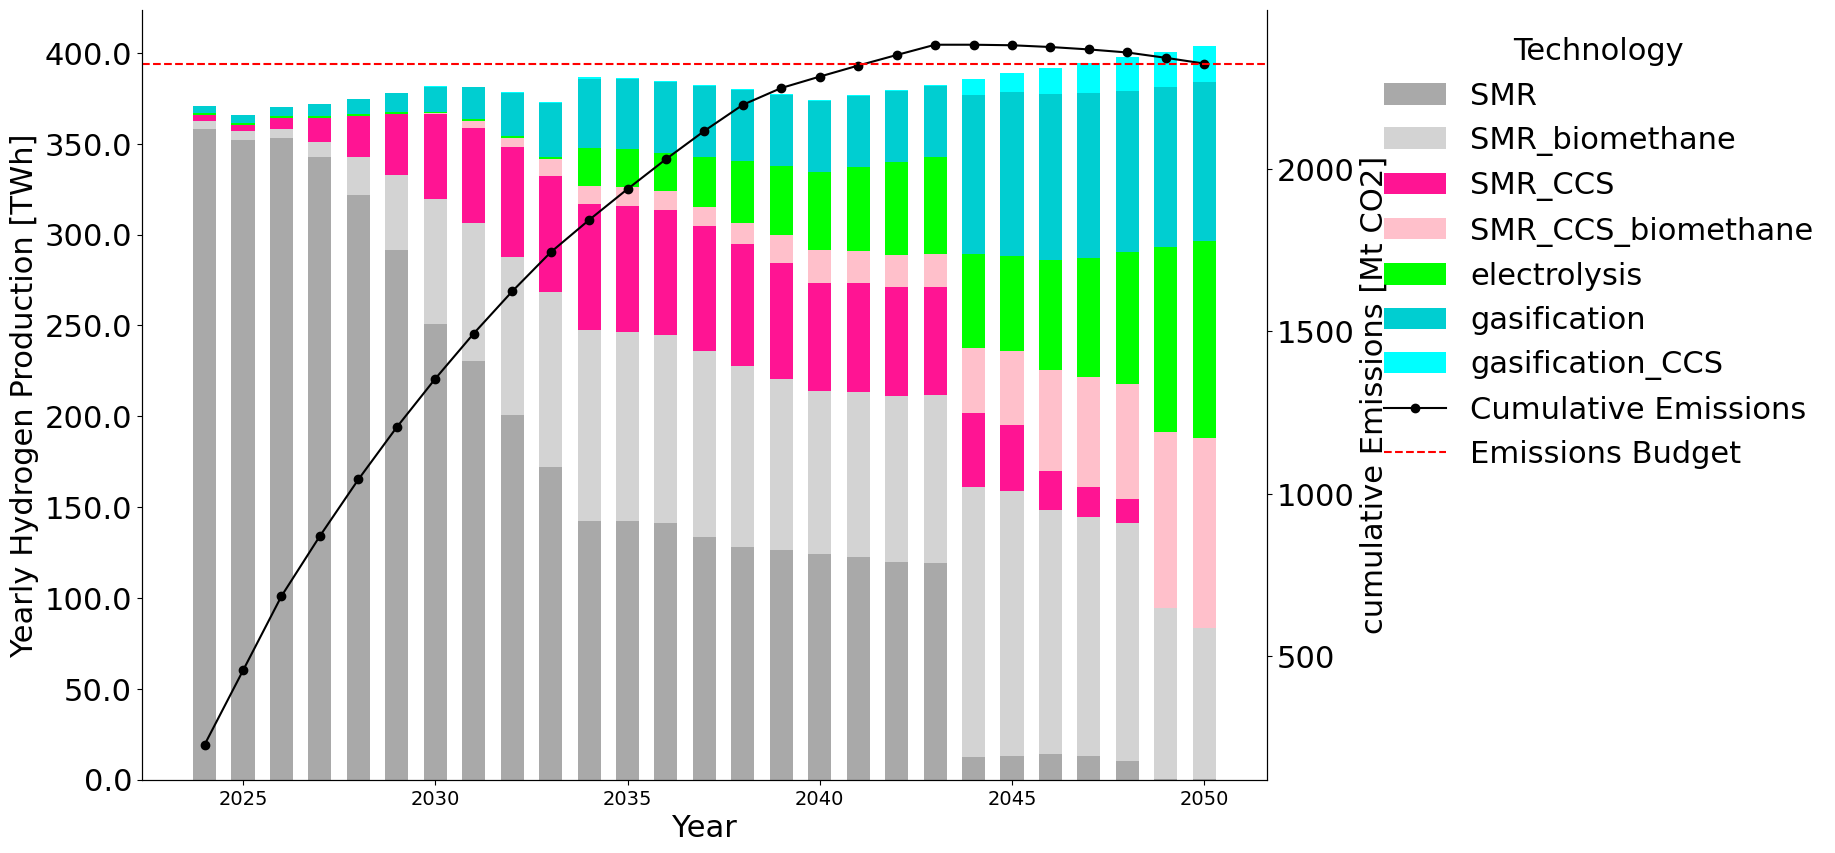 400.0
350.0
300.0
250.0
200.0
150.0
100.0
50.0
0.0
Yearly Hydrogen Production [TWh]
2025
2030
2035
2040
2045
2050
Year
2000
1500
1000
500
cumulative Emissions [Mt CO2]
Technology
SMR
SMR_biomethane
SMR_CCS
SMR_CCS_biomethane
electrolysis
gasification
gasification_CCS
Cumulative Emissions
Emissions Budget